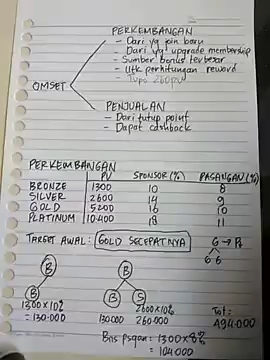 PERKEMBANGAN
- Dari yg join baru
- Dari yg upgrade membership
- Sumber bonus terbesar
- Utk perhitungan reward
- Tupo 260pv
OMSET
PENJUALAN
- Dari tutup point
- Dapat cashback
PERKEMBANGAN
PV SPONSOR (%) PASANGAN (%)
BRONZE 1300 10 8
SILVER 2600 14 9
GOLD 5200 16 10
PLATINUM 10.400 18 11
TARGET AWAL: GOLD SECEPATNYA G → P
G G
B B
B B S
1300 x 10% 2600 x 10% Tot:
= 130.000 130.000 260.000 494.000
Bns psgan: 1300 x 8%
= 104.000